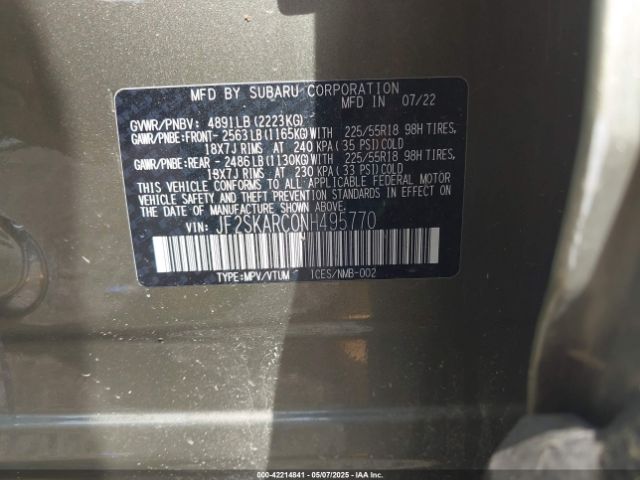 MFD BY SUBARU CORPORATION
MFD IN 07/22
GVWR/PNBV: 4891LB (2223KG)
GAWR/PNBE:FRONT- 2563LB(1165KG)WITH 225/55R18 98H TIRES,
18X7J RIMS AT 240 KPA(35 PSI)COLD
GAWR/PNBE:REAR -2486LB(1130KG)WITH 225/55R18 98H TIRES,
18X7J RIMS AT 230 KPA(33 PSI)COLD
THIS VEHICLE CONFORMS TO ALL APPLICABLE FEDERAL MOTOR
VEHICLE SAFETY AND THEFT PREVENTION STANDARDS IN EFFECT
ON THE DATE OF MANUFACTURE SHOWN ABOVE.
VIN: JF2SKARC0NH495770
TYPE:MPV/VTUM ICES/NMB-002
000-42214841 05/07/2025 IAAI.COM